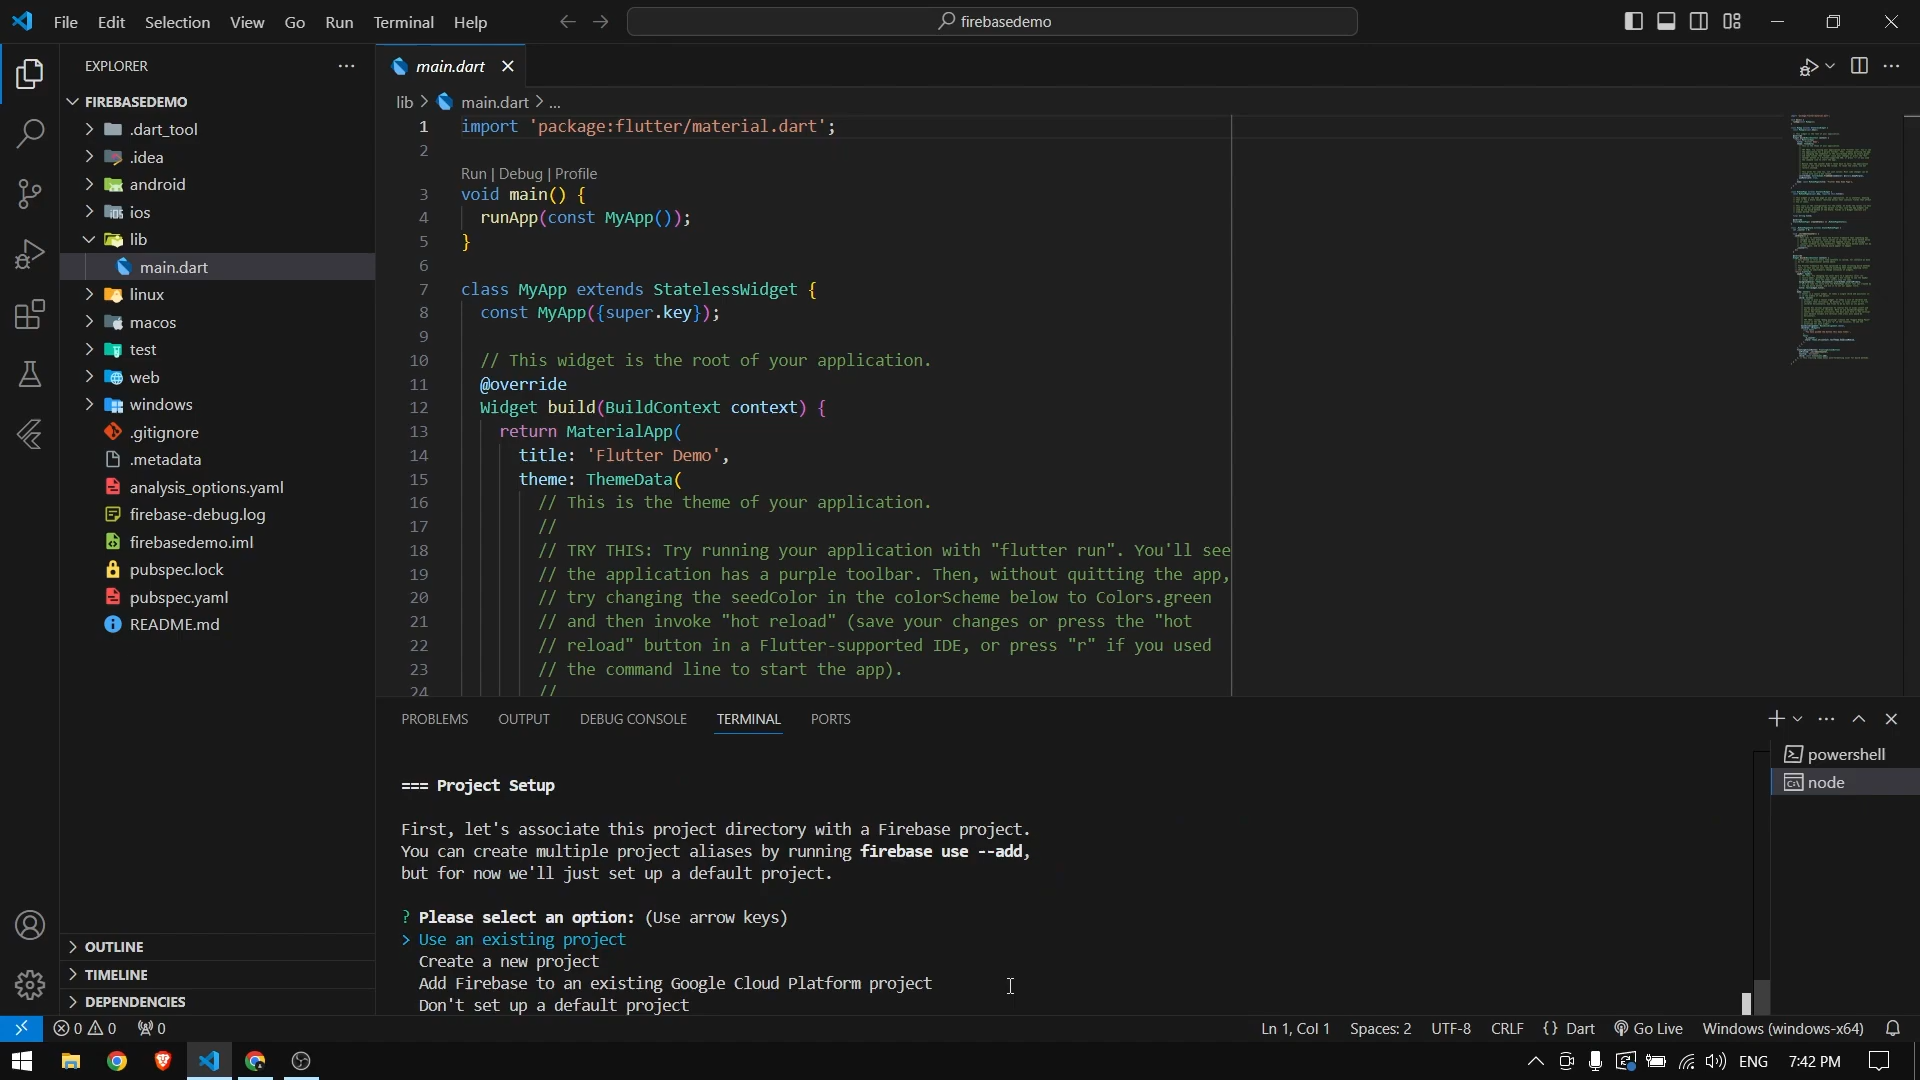 File Edit Selection View Go Run Terminal Help
firebasedemo
EXPLORER
FIREBASEDEMO
.dart_tool
.idea
android
ios
lib
main.dart
linux
macos
test
web
windows
.gitignore
.metadata
analysis_options.yaml
firebase-debug.log
firebasedemo.iml
pubspec.lock
pubspec.yaml
README.md
OUTLINE
TIMELINE
DEPENDENCIES
main.dart
lib > main.dart > ...
1 import 'package:flutter/material.dart';
2
Run | Debug | Profile
3 void main() {
4 runApp(const MyApp());
5 }
6
7 class MyApp extends StatelessWidget {
8 const MyApp({super.key});
9
10 // This widget is the root of your application.
11 @override
12 Widget build(BuildContext context) {
13 return MaterialApp(
14 title: 'Flutter Demo',
15 theme: ThemeData(
16 // This is the theme of your application.
17 //
18 // TRY THIS: Try running your application with "flutter run". You'll see
19 // the application has a purple toolbar. Then, without quitting the app,
20 // try changing the seedColor in the colorScheme below to Colors.green
21 // and then invoke "hot reload" (save your changes or press the "hot
22 // reload" button in a Flutter-supported IDE, or press "r" if you used
23 // the command line to start the app).
24 //
PROBLEMS OUTPUT DEBUG CONSOLE TERMINAL PORTS
powershell
node
=== Project Setup
First, let's associate this project directory with a Firebase project.
You can create multiple project aliases by running firebase use --add,
but for now we'll just set up a default project.
? Please select an option: (Use arrow keys)
> Use an existing project
Create a new project
Add Firebase to an existing Google Cloud Platform project
Don't set up a default project
0 0 0
Ln 1, Col 1 Spaces: 2 UTF-8 CRLF {} Dart Go Live Windows (windows-x64)
ENG 7:42 PM